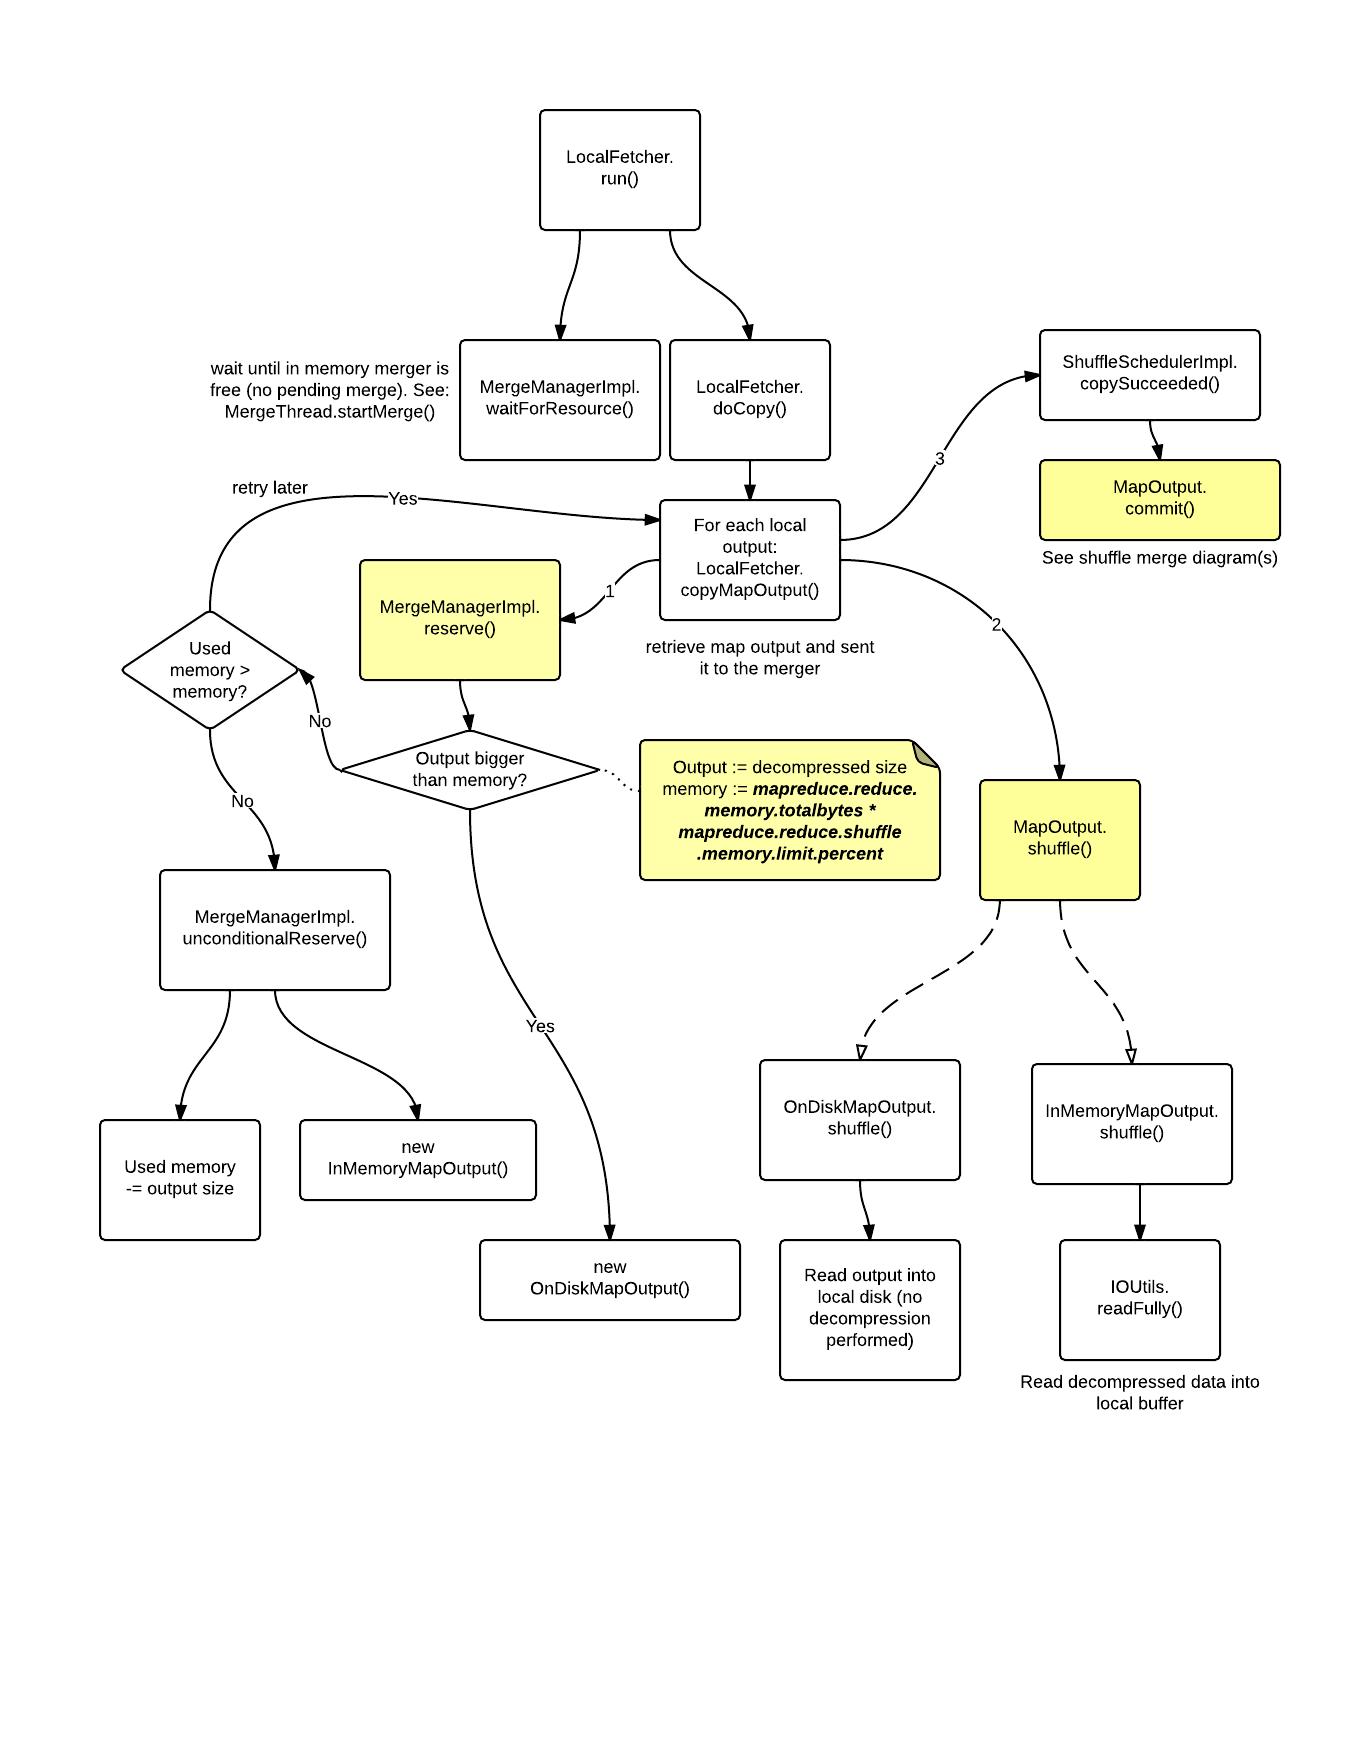 LocalFetcher.
run()
wait until in memory merger is
free (no pending merge). See:
MergeThread.startMerge()
MergeManagerImpl.
waitForResource()
LocalFetcher.
doCopy()
ShuffleSchedulerImpl.
copySucceeded()
3
MapOutput.
commit()
See shuffle merge diagram(s)
retry later
Yes
For each local
output:
LocalFetcher.
copyMapOutput()
1
MergeManagerImpl.
reserve()
2
retrieve map output and sent
it to the merger
Used
memory >
memory?
No
Output bigger
than memory?
Output := decompressed size
memory := mapreduce.reduce.
memory.totalbytes *
mapreduce.reduce.shuffle
.memory.limit.percent
No
MapOutput.
shuffle()
MergeManagerImpl.
unconditionalReserve()
Yes
Used memory
-= output size
new
InMemoryMapOutput()
OnDiskMapOutput.
shuffle()
InMemoryMapOutput.
shuffle()
new
OnDiskMapOutput()
Read output into
local disk (no
decompression
performed)
IOUtils.
readFully()
Read decompressed data into
local buffer